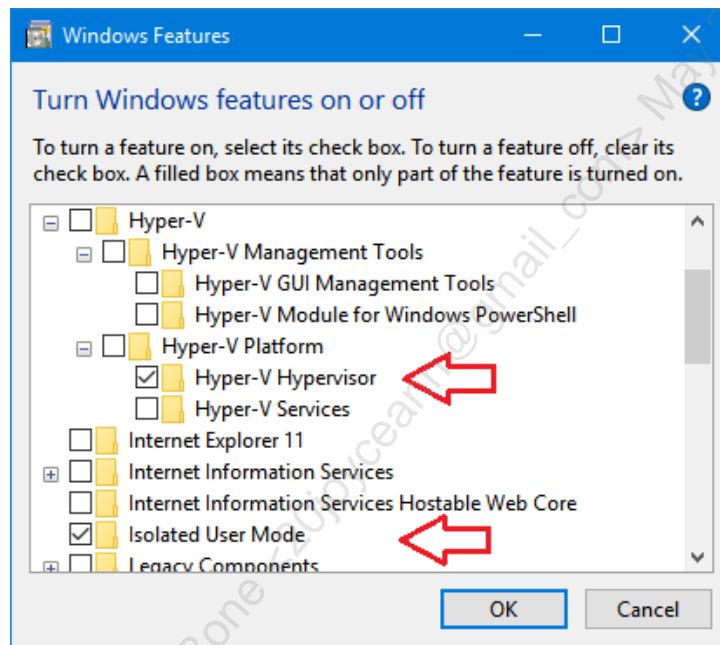 Windows Features
Turn Windows features on or off
To turn a feature on, select its check box. To turn a feature off, clear its
check box. A filled box means that only part of the feature is turned on.
Hyper-V
Hyper-V Management Tools
Hyper-V GUI Management Tools
Hyper-V Module for Windows PowerShell
Hyper-V Platform
Hyper-V Hypervisor
Hyper-V Services
Internet Explorer 11
Internet Information Services
Internet Information Services Hostable Web Core
Isolated User Mode
Legacy Components
OK Cancel